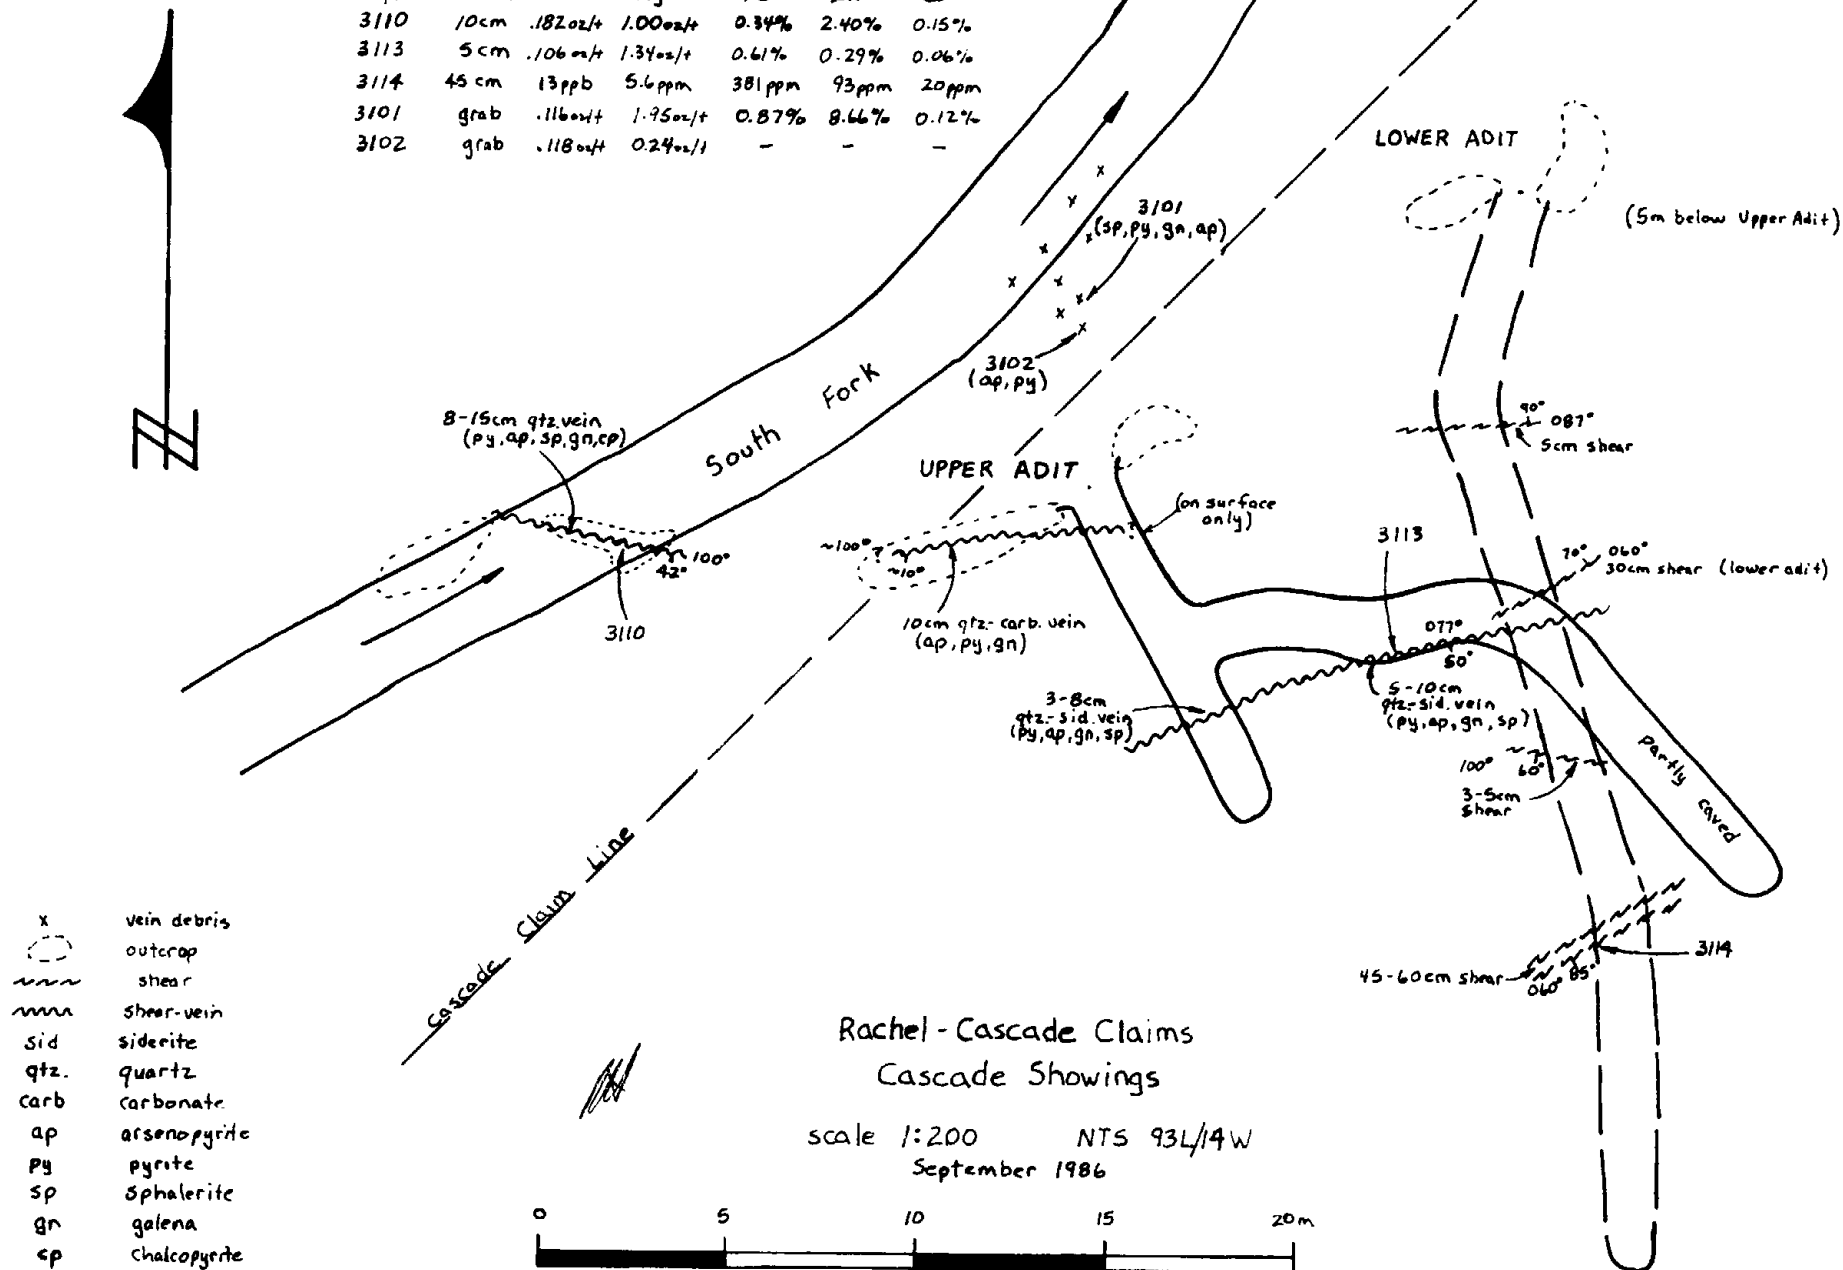 3110 10cm .182oz/t 1.00oz/t 0.34% 2.40% 0.15%
3113 5cm .106oz/t 1.34oz/t 0.61% 0.29% 0.06%
3114 45cm 13ppb 5.6ppm 381ppm 93ppm 20ppm
3101 grab .116oz/t 1.95oz/t 0.87% 8.66% 0.12%
3102 grab .118oz/t 0.24oz/t - - -
LOWER ADIT
(5m below Upper Adit)
3101
(sp,py,gn,ap)
3102
(ap,py)
South Fork
8-15cm qtz.vein
(py,ap,sp,gn,cp)
100°
42°
3110
UPPER ADIT
(on surface
only)
~100°
?
~10°
?
10cm qtz-carb.vein
(ap,py,gn)
90°
087°
5cm shear
3113
70°
060°
30cm shear (lower adit)
077°
50°
3-8cm
qtz-sid.vein
(py,ap,gn,sp)
5-10cm
qtz-sid.vein
(py,ap,gn,sp)
100°
60°
3-5cm
shear
Partly caved
45-60cm shear
060°
85°
3114
Cascade Claim Line
N
x vein debris
outcrop
shear
shear-vein
sid siderite
qtz. quartz
carb carbonate
ap arsenopyrite
py pyrite
sp sphalerite
gn galena
cp chalcopyrite
Rachel-Cascade Claims
Cascade Showings
scale 1:200 NTS 93L/14W
September 1986
0 5 10 15 20m